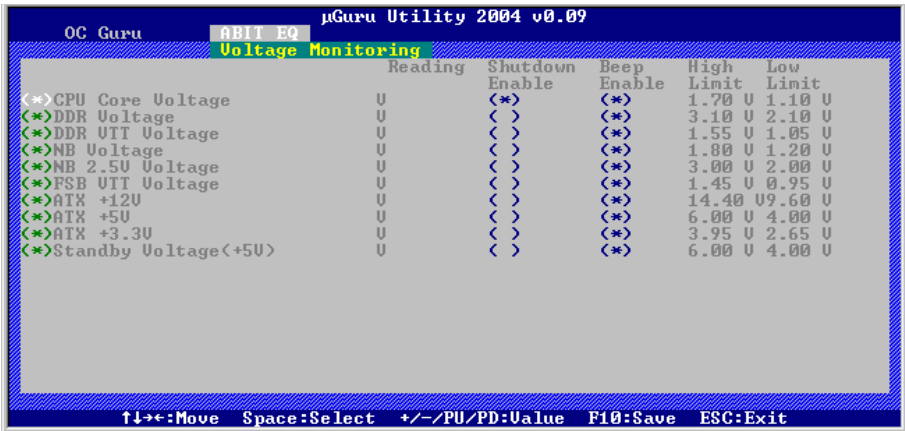 µGuru Utility 2004 v0.09
OC Guru ABIT EQ
Voltage Monitoring
Reading Shutdown Beep High Low
Enable Enable Limit Limit
(*)CPU Core Voltage V (*) (*) 1.70 V 1.10 V
(*)DDR Voltage V ( ) (*) 3.10 V 2.10 V
(*)DDR VTT Voltage V ( ) (*) 1.55 V 1.05 V
(*)NB Voltage V ( ) (*) 1.80 V 1.20 V
(*)NB 2.5V Voltage V ( ) (*) 3.00 V 2.00 V
(*)FSB VTT Voltage V ( ) (*) 1.45 V 0.95 V
(*)ATX +12V V ( ) (*) 14.40 V9.60 V
(*)ATX +5V V ( ) (*) 6.00 V 4.00 V
(*)ATX +3.3V V ( ) (*) 3.95 V 2.65 V
(*)Standby Voltage(+5V) V ( ) (*) 6.00 V 4.00 V
↑↓→←:Move Space:Select +/-/PU/PD:Value F10:Save ESC:Exit